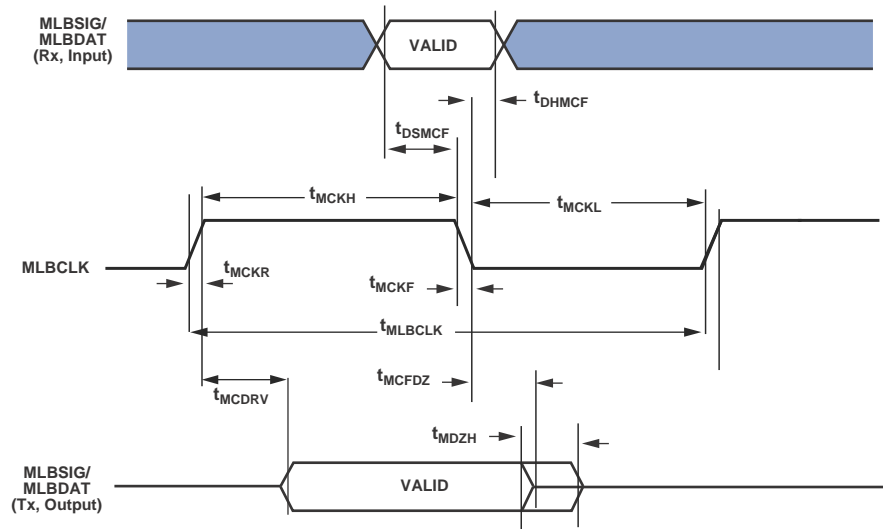 MLBSIG/
MLBDAT
(Rx, Input)
VALID
tDHMCF
tDSMCF
tMCKH
tMCKL
MLBCLK
tMCKR
tMCKF
tMLBCLK
tMCFDZ
tMCDRV
tMDZH
MLBSIG/
MLBDAT
(Tx, Output)
VALID